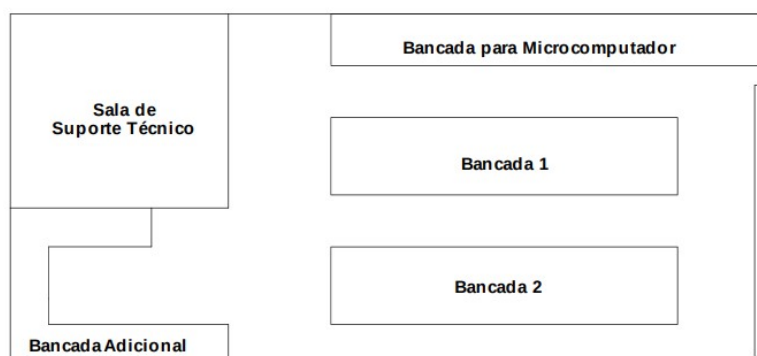 Bancada para Microcomputador
Sala de
Suporte Técnico
Bancada 1
Bancada 2
Bancada Adicional